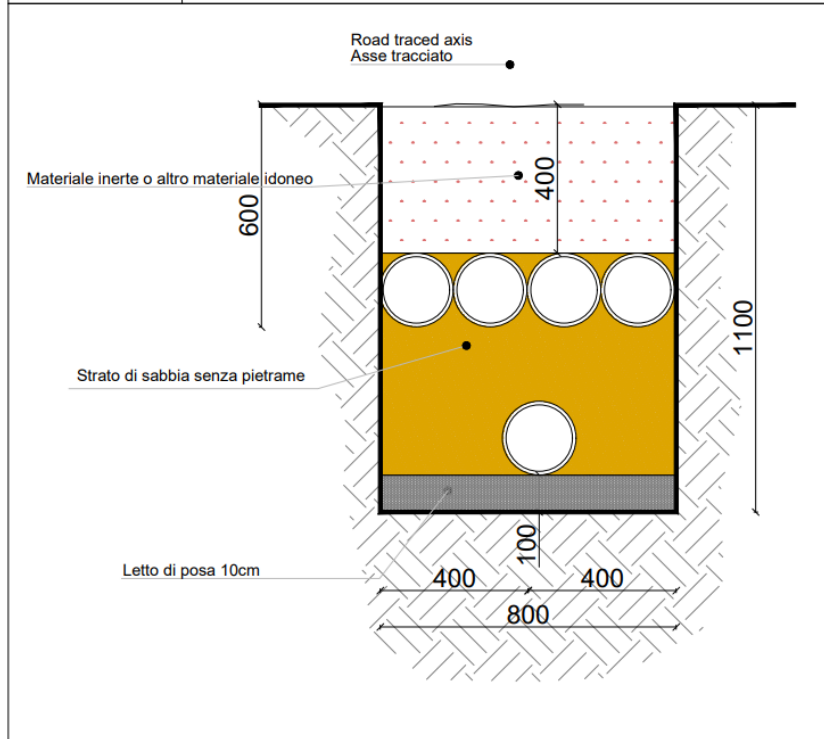 Road traced axis
Asse tracciato
Materiale inerte o altro materiale idoneo
400
600
1100
Strato di sabbia senza pietrame
100
Letto di posa 10cm
400
400
800